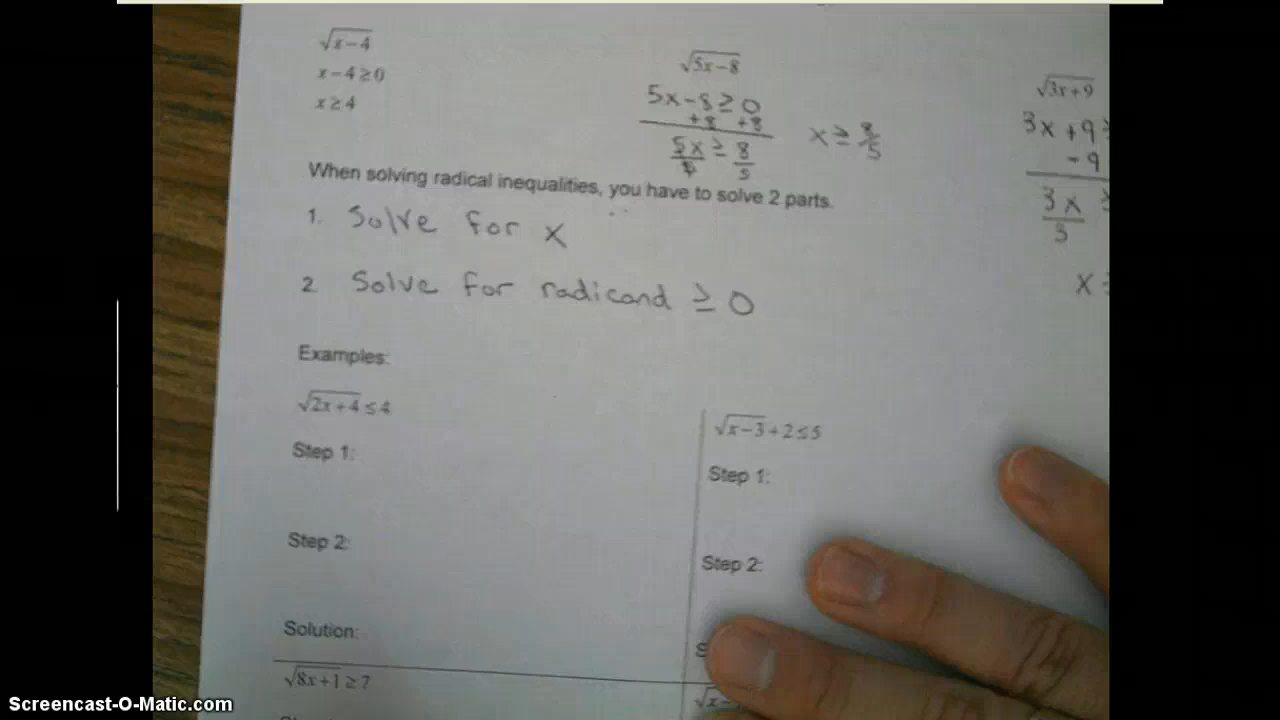 √x-4
x-4≥0
x≥4
√5x-8
5x-8≥0
+8 +8
5x ≥ 8
5 5
x ≥ 8/5
√3x+9
3x+9≥
-9
3x ≥
3
x ≥
When solving radical inequalities, you have to solve 2 parts.
1. Solve for x
2 Solve for radicand ≥ 0
Examples:
√2x+4≤4
Step 1:
Step 2:
Solution:
√x-3+2≤5
Step 1:
Step 2:
S
√8x+1≥7
√x-
Screencast-O-Matic.com